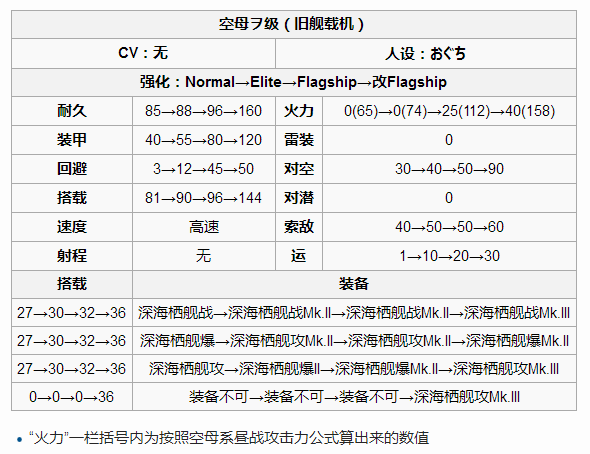 空母ヲ级（旧舰载机）
CV：无 人设：おぐち
强化：Normal→Elite→Flagship→改Flagship
耐久 85→88→96→160 火力 0(65)→0(74)→25(112)→40(158)
装甲 40→55→80→120 雷装 0
回避 3→12→45→50 对空 30→40→50→90
搭载 81→90→96→144 对潜 0
速度 高速 索敌 40→50→50→60
射程 无 运 1→10→20→30
搭载 装备
27→30→32→36 深海栖舰战→深海栖舰战Mk.II→深海栖舰战Mk.II→深海栖舰战Mk.III
27→30→32→36 深海栖舰爆→深海栖舰攻Mk.II→深海栖舰攻Mk.II→深海栖舰爆Mk.II
27→30→32→36 深海栖舰攻→深海栖舰爆II→深海栖舰爆Mk.II→深海栖舰攻Mk.III
0→0→0→36 装备不可→装备不可→装备不可→深海栖舰攻Mk.III
• “火力”一栏括号内为按照空母系昼战攻击力公式算出来的数值